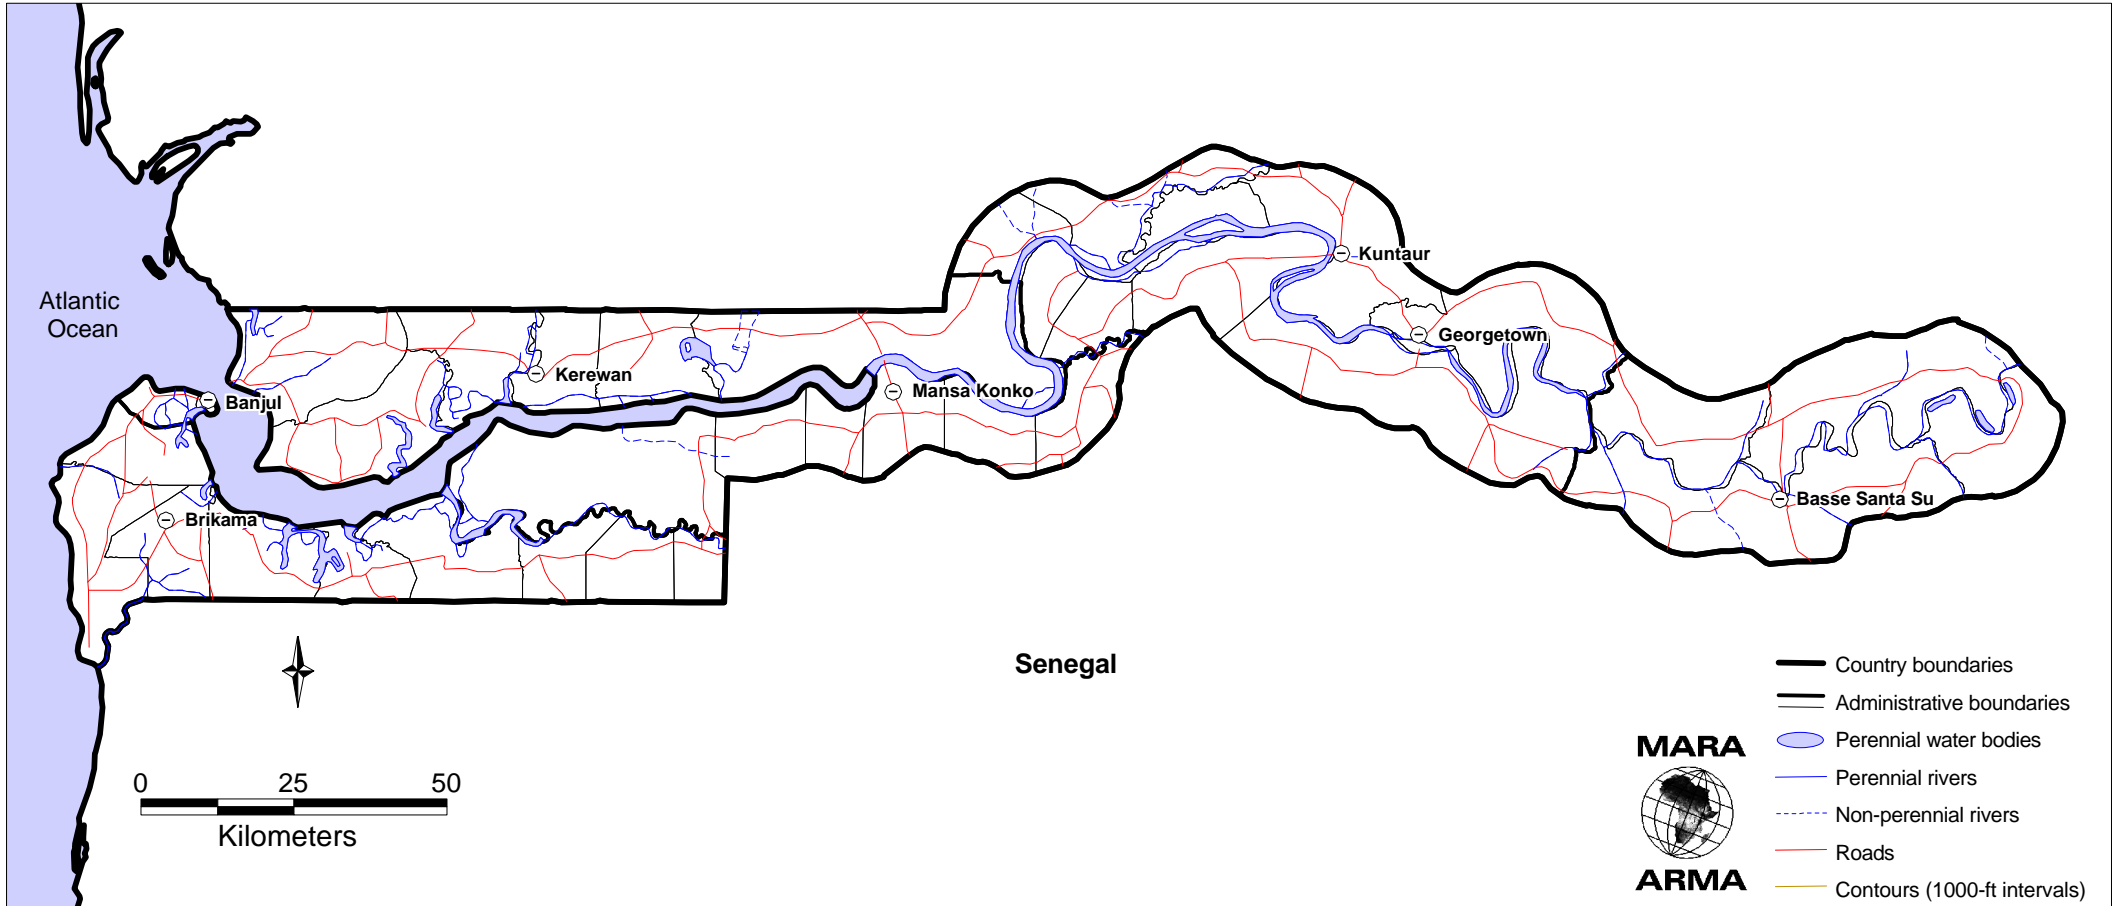 Atlantic
Ocean
Kuntaur
Georgetown
Kerewan
Mansa Konko
Banjul
Basse Santa Su
Brikama
Senegal
0 25 50
Kilometers
MARA
ARMA
Country boundaries
Administrative boundaries
Perennial water bodies
Perennial rivers
Non-perennial rivers
Roads
Contours (1000-ft intervals)